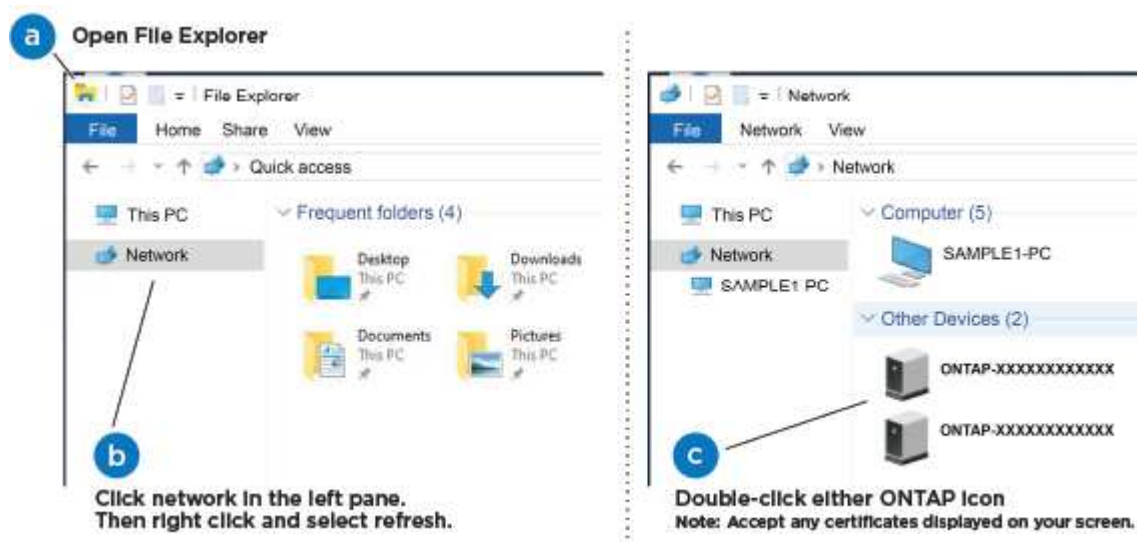 a
Open File Explorer
File Explorer
File Home Share View
Quick access
This PC
Network
Frequent folders (4)
Desktop
This PC
Downloads
This PC
Documents
This PC
Pictures
This PC
b
Click network in the left pane.
Then right click and select refresh.
Network
File Network View
Network
This PC
Network
SAMPLE1 PC
Computer (5)
SAMPLE1-PC
Other Devices (2)
ONTAP-XXXXXXXXXXXX
ONTAP-XXXXXXXXXXXX
c
Double-click either ONTAP icon
Note: Accept any certificates displayed on your screen.